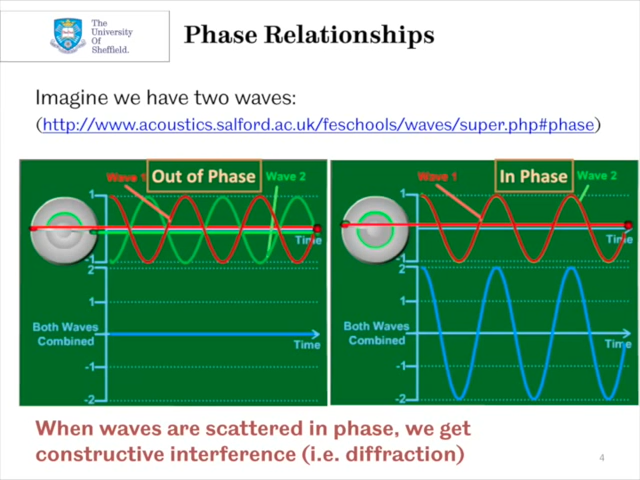 The
University
Of
Sheffield.
Phase Relationships
Imagine we have two waves:
(http://www.acoustics.salford.ac.uk/feschools/waves/super.php#phase)
Wave 1
Out of Phase
Wave 2
1
Time
-1
2
1
Both Waves
Combined
Time
-1
-2
Wave 1
In Phase
Wave 2
1
Time
-1
2
1
Both Waves
Combined
Time
-1
-2
When waves are scattered in phase, we get
constructive interference (i.e. diffraction)
4